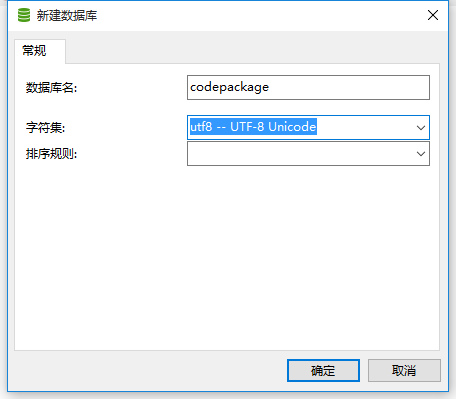 新建数据库
常规
数据库名: codepackage
字符集: utf8 -- UTF-8 Unicode
排序规则:
确定 取消